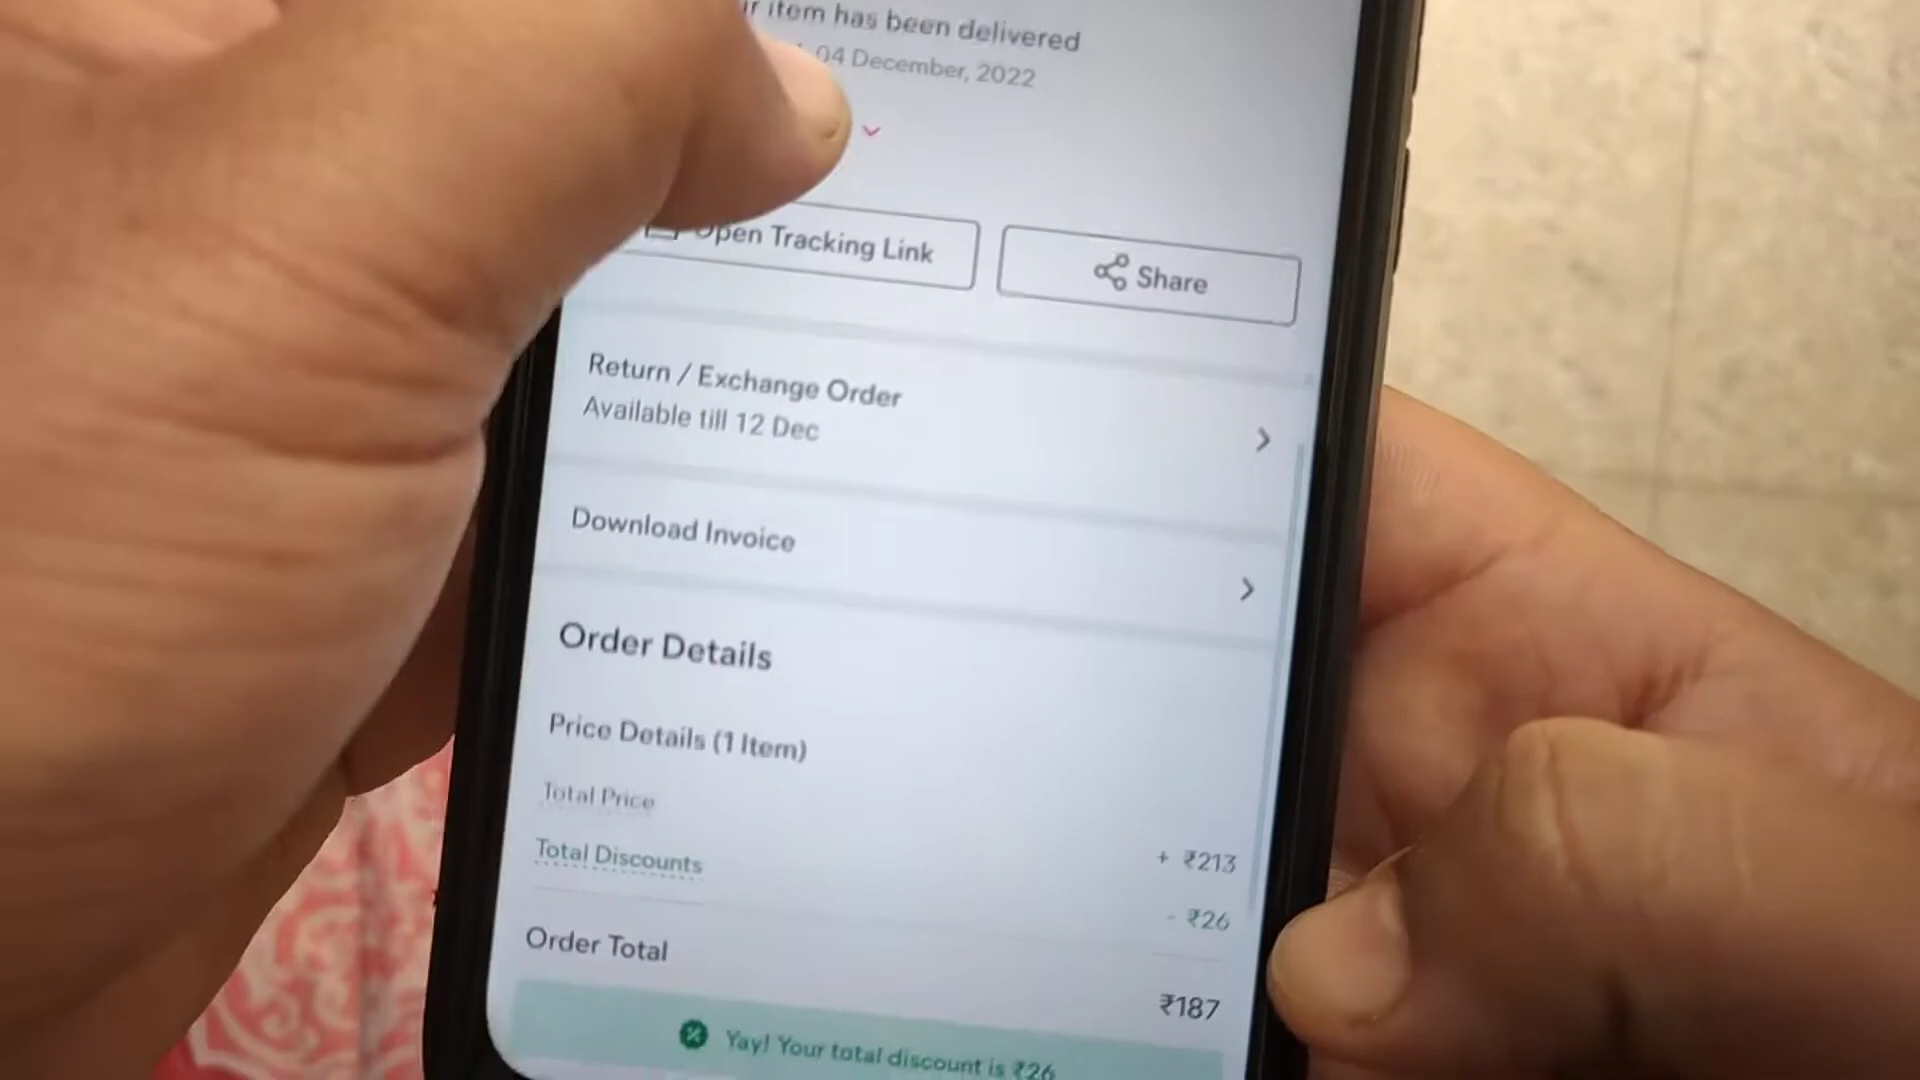 item has been delivered
04 December, 2022
Open Tracking Link
Share
Return / Exchange Order
Available till 12 Dec
Download Invoice
Order Details
Price Details (1 Item)
Total Price
+ ₹213
Total Discounts
- ₹26
Order Total
₹187
Yay! Your total discount is ₹26